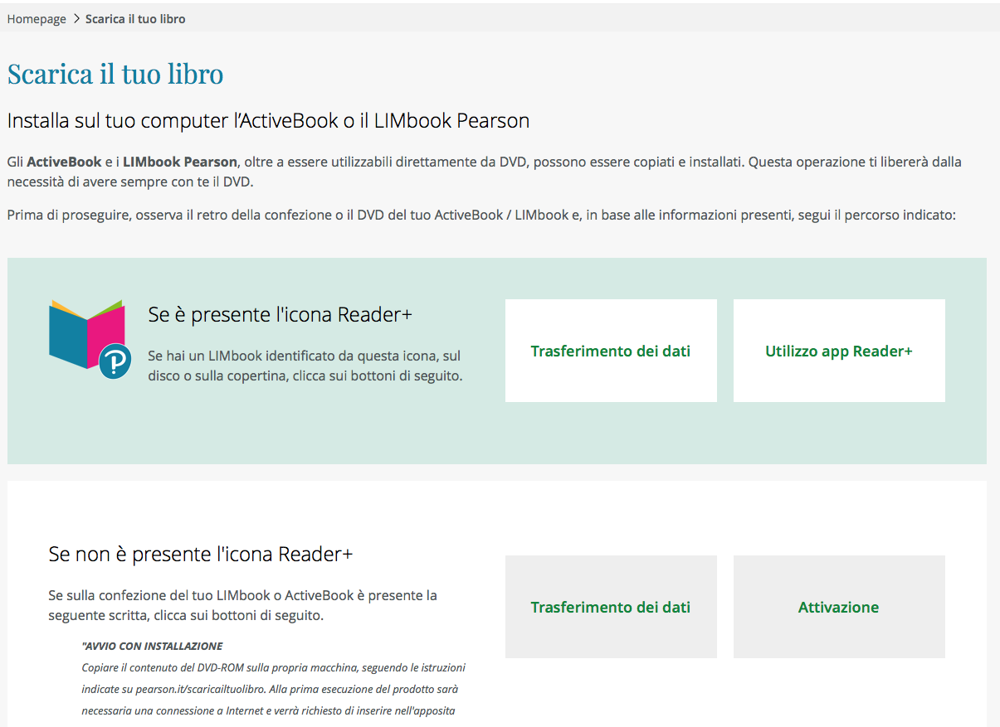 Homepage > Scarica il tuo libro
Scarica il tuo libro
Installa sul tuo computer l’ActiveBook o il LIMbook Pearson
Gli ActiveBook e i LIMbook Pearson, oltre a essere utilizzabili direttamente da DVD, possono essere copiati e installati. Questa operazione ti libererà dalla
necessità di avere sempre con te il DVD.
Prima di proseguire, osserva il retro della confezione o il DVD del tuo ActiveBook / LIMbook e, in base alle informazioni presenti, segui il percorso indicato:
Se è presente l'icona Reader+
Se hai un LIMbook identificato da questa icona, sul
disco o sulla copertina, clicca sui bottoni di seguito.
Trasferimento dei dati
Utilizzo app Reader+
Se non è presente l'icona Reader+
Se sulla confezione del tuo LIMbook o ActiveBook è presente la
seguente scritta, clicca sui bottoni di seguito.
"AVVIO CON INSTALLAZIONE
Copiare il contenuto del DVD-ROM sulla propria macchina, seguendo le istruzioni
indicate su pearson.it/scaricailtuolibro. Alla prima esecuzione del prodotto sarà
necessaria una connessione a Internet e verrà richiesto di inserire nell'apposita
Trasferimento dei dati
Attivazione